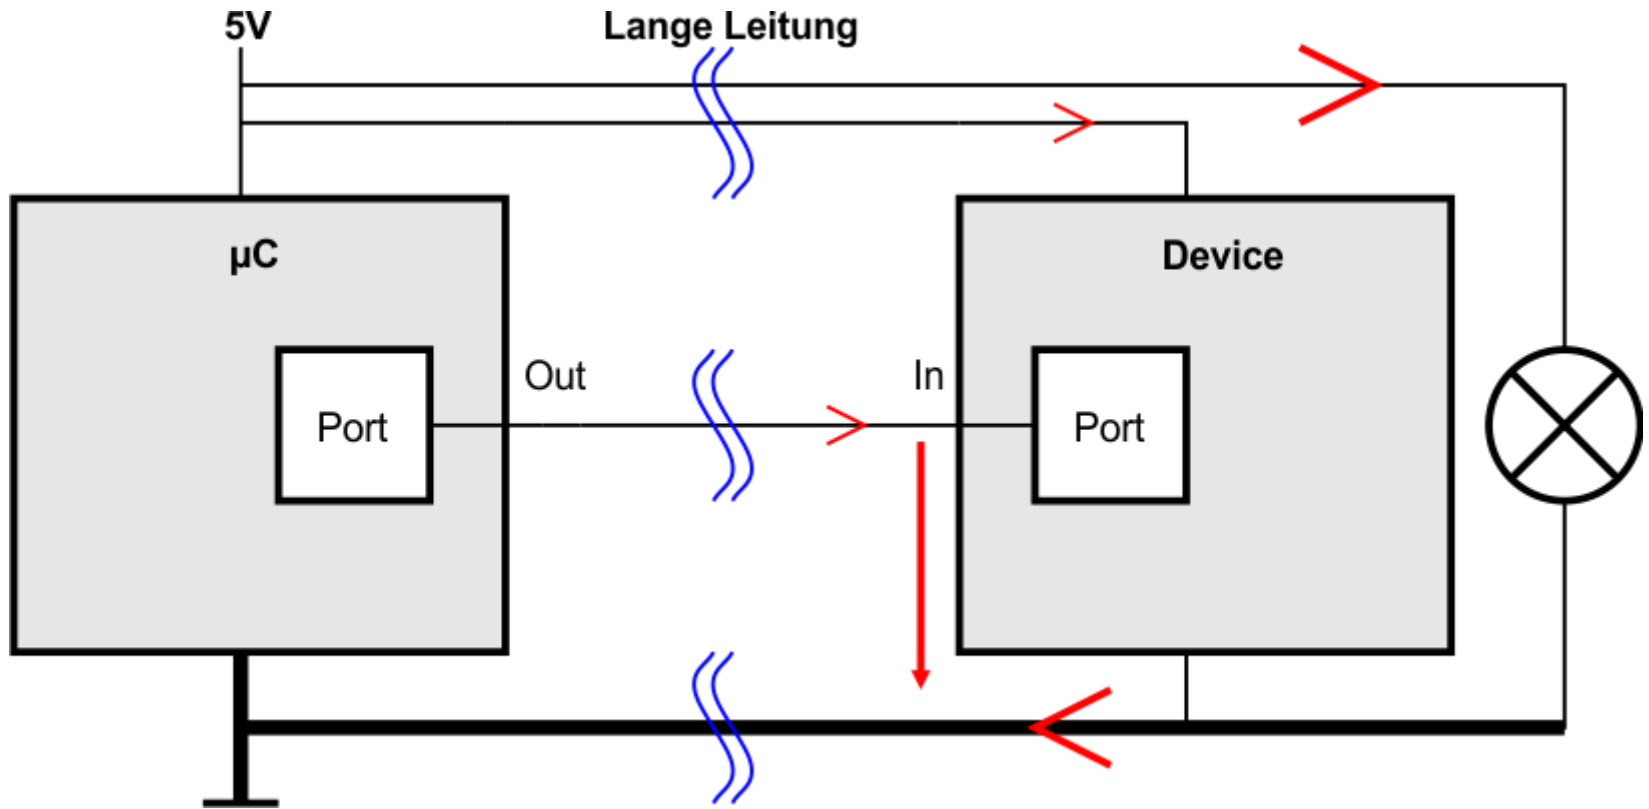 5V
Lange Leitung
µC
Device
Out
In
Port
Port